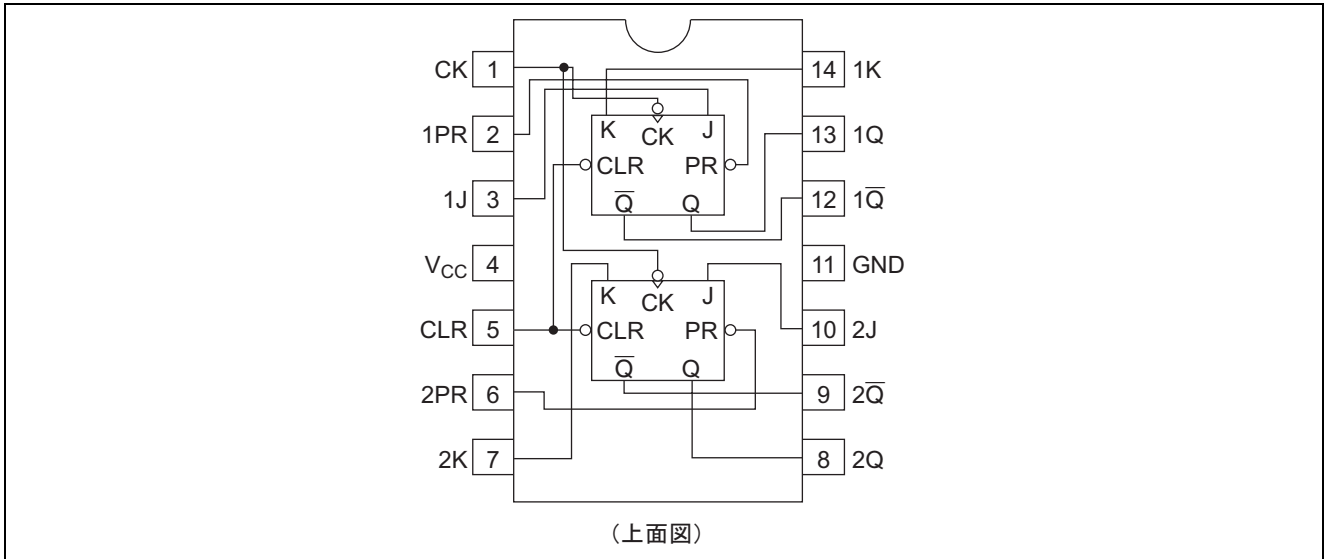 CK 1
1PR 2
1J 3
V_CC 4
CLR 5
2PR 6
2K 7
14 1K
13 1Q
12 1Q̅
11 GND
10 2J
9 2Q̅
8 2Q
K CK J
CLR PR
Q̅ Q
K CK J
CLR PR
Q̅ Q
(上面図)